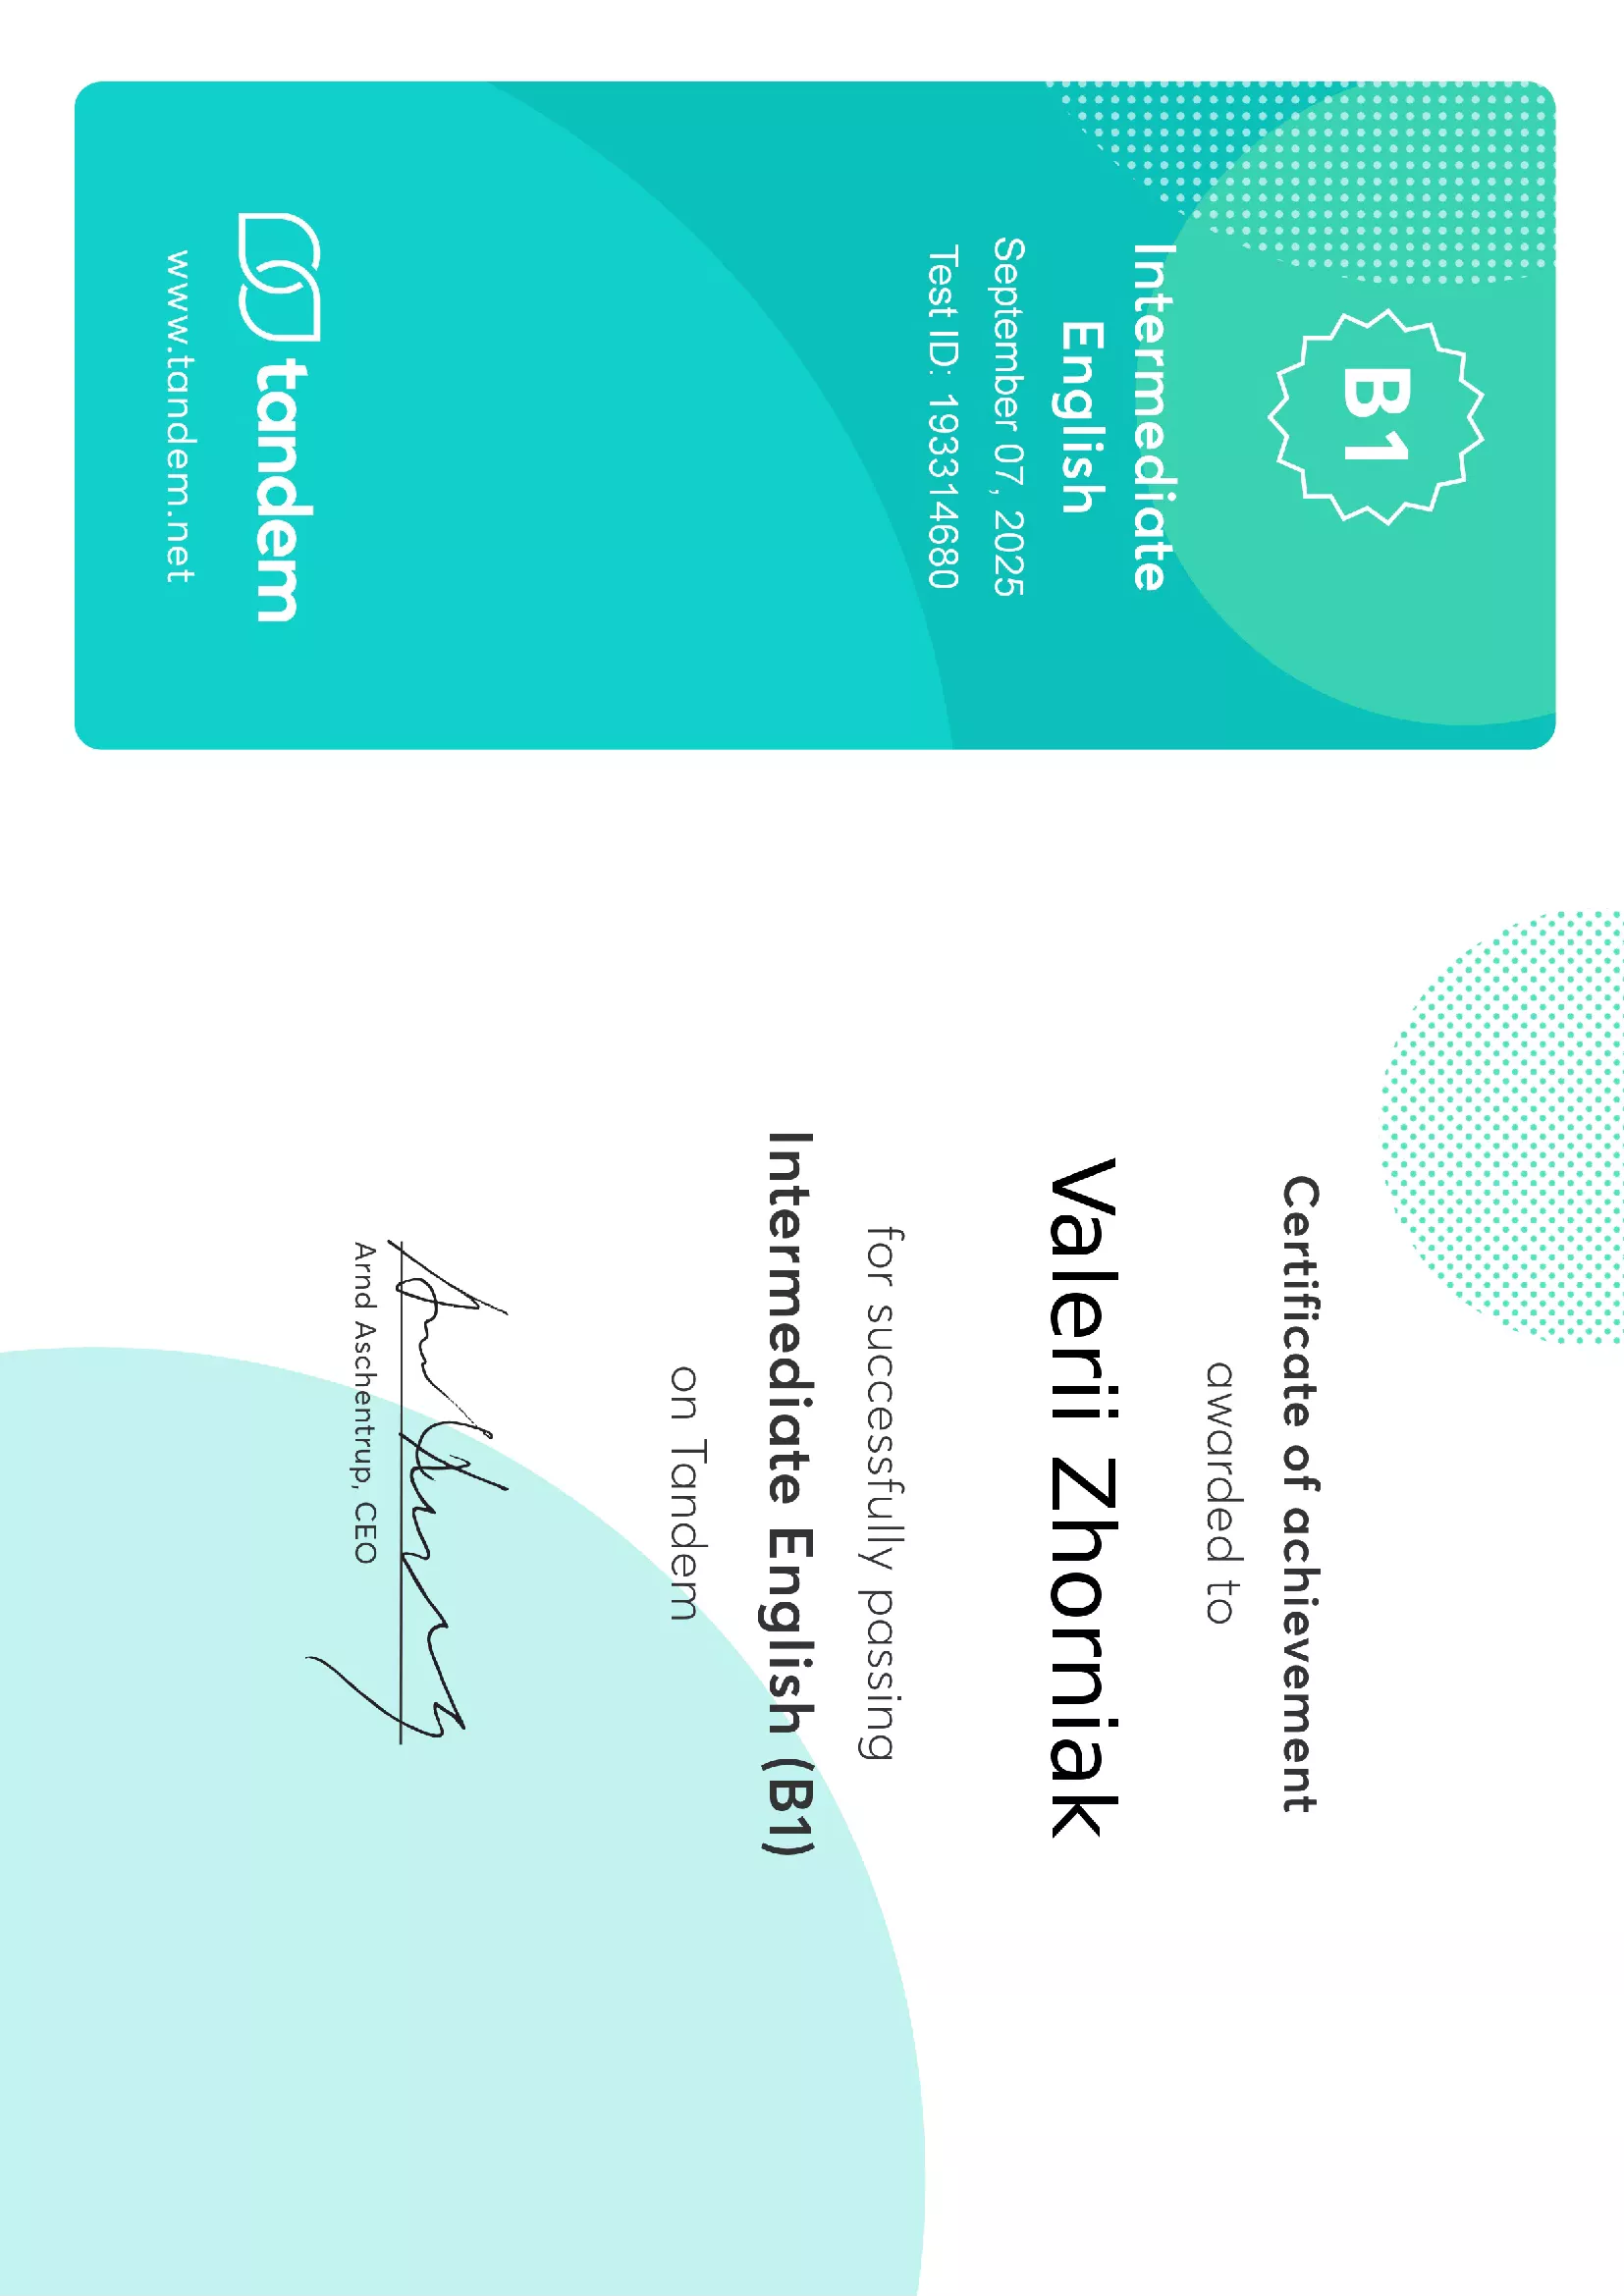 B1
Intermediate
English
September 07, 2025
Test ID: 193314680
tandem
www.tandem.net
Certificate of achievement
awarded to
Valerii Zhorniak
for successfully passing
Intermediate English (B1)
on Tandem
Arnd Aschentrup, CEO